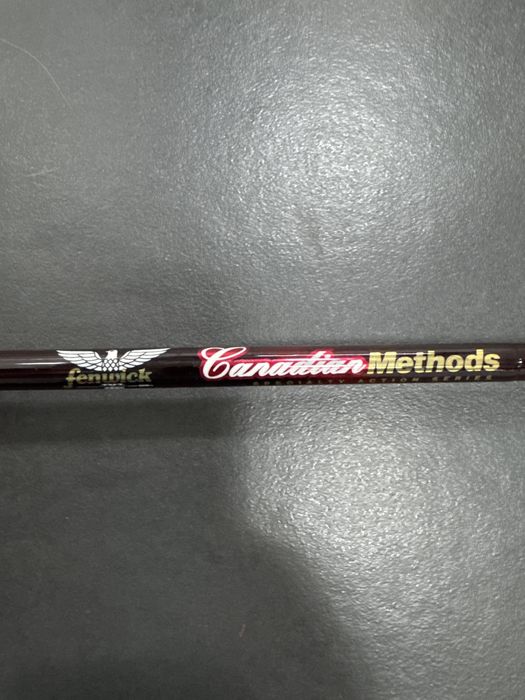 fenwick
Canadian Methods
SPECIALTY ACTION SERIES